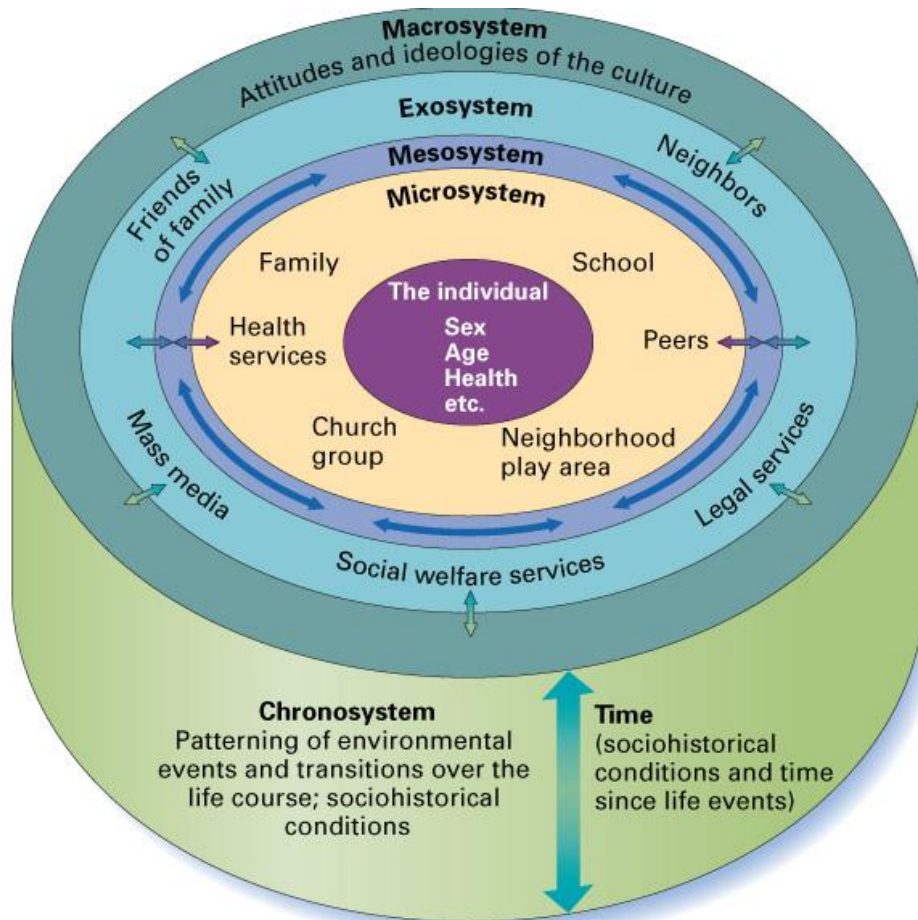 Macrosystem
Attitudes and ideologies of the culture
Exosystem
Mesosystem
Microsystem
Friends
of family
Neighbors
Family
School
The individual
Sex
Age
Health
etc.
Health
services
Peers
Church
group
Neighborhood
play area
Mass media
Legal services
Social welfare services
Chronosystem
Patterning of environmental
events and transitions over the
life course; sociohistorical
conditions
Time
(sociohistorical
conditions and time
since life events)